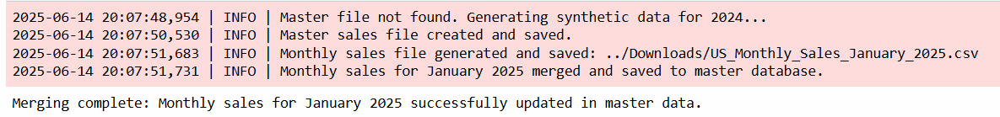 2025-06-14 20:07:48,954 | INFO | Master file not found. Generating synthetic data for 2024...
2025-06-14 20:07:50,530 | INFO | Master sales file created and saved.
2025-06-14 20:07:51,683 | INFO | Monthly sales file generated and saved: ../Downloads/US_Monthly_Sales_January_2025.csv
2025-06-14 20:07:51,731 | INFO | Monthly sales for January 2025 merged and saved to master database.
Merging complete: Monthly sales for January 2025 successfully updated in master data.